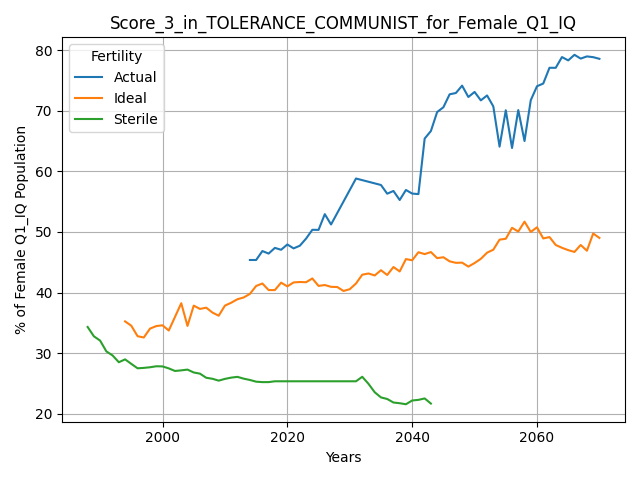 Score_3_in_TOLERANCE_COMMUNIST_for_Female_Q1_IQ
Fertility
Actual
Ideal
Sterile
% of Female Q1_IQ Population
80
70
60
50
40
30
20
2000
2020
2040
2060
Years